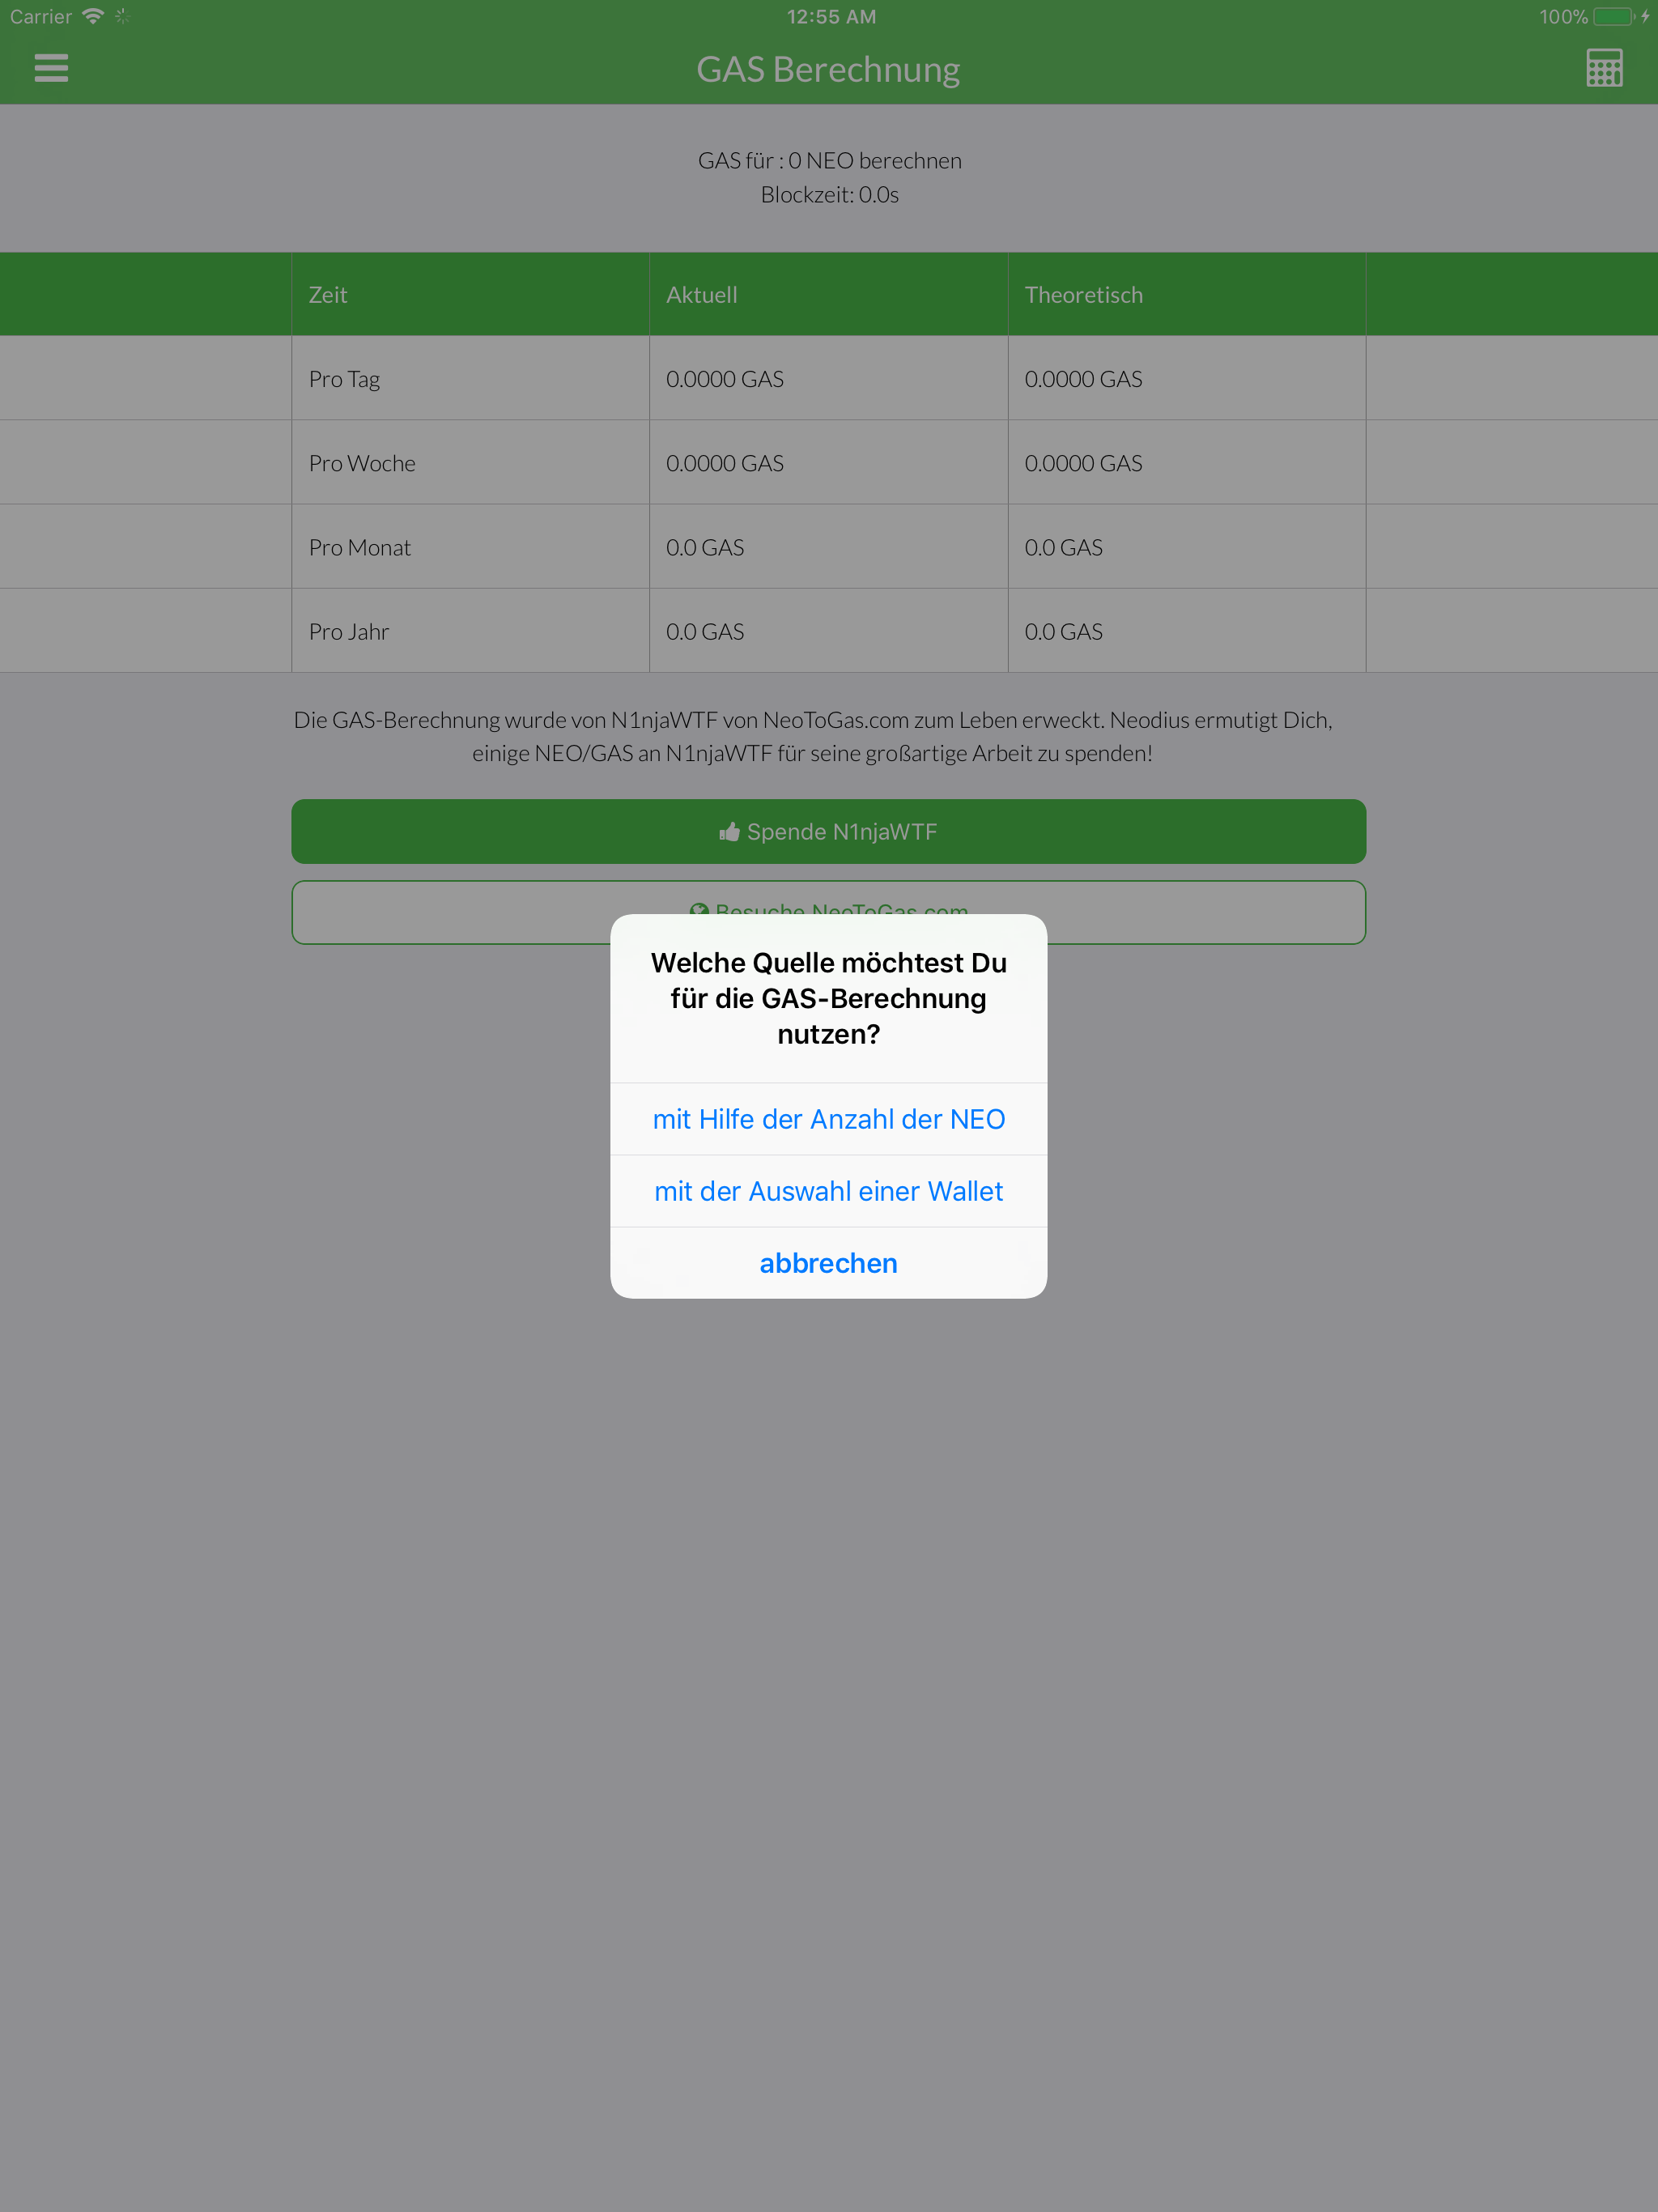 Carrier
12:55 AM
100%
GAS Berechnung
GAS für : 0 NEO berechnen
Blockzeit: 0.0s
Zeit Aktuell Theoretisch
Pro Tag 0.0000 GAS 0.0000 GAS
Pro Woche 0.0000 GAS 0.0000 GAS
Pro Monat 0.0 GAS 0.0 GAS
Pro Jahr 0.0 GAS 0.0 GAS
Die GAS-Berechnung wurde von N1njaWTF von NeoToGas.com zum Leben erweckt. Neodius ermutigt Dich,
einige NEO/GAS an N1njaWTF für seine großartige Arbeit zu spenden!
Spende N1njaWTF
Besuche NeoToGas.com
Welche Quelle möchtest Du
für die GAS-Berechnung
nutzen?
mit Hilfe der Anzahl der NEO
mit der Auswahl einer Wallet
abbrechen